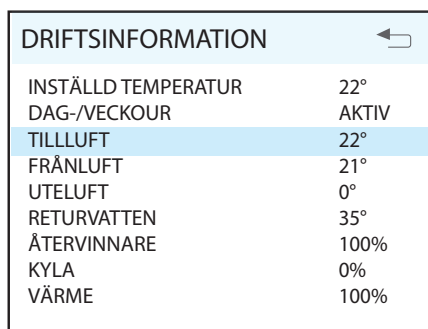 DRIFTSINFORMATION
INSTÄLLD TEMPERATUR 22°
DAG-/VECKOUR AKTIV
TILLLUFT 22°
FRÅNLUFT 21°
UTELUFT 0°
RETURVATTEN 35°
ÅTERVINNARE 100%
KYLA 0%
VÄRME 100%